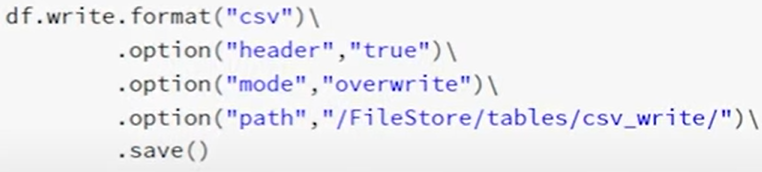 df.write.format("csv")\
.option("header","true")\
.option("mode","overwrite")\
.option("path","/FileStore/tables/csv_write/")\
.save()